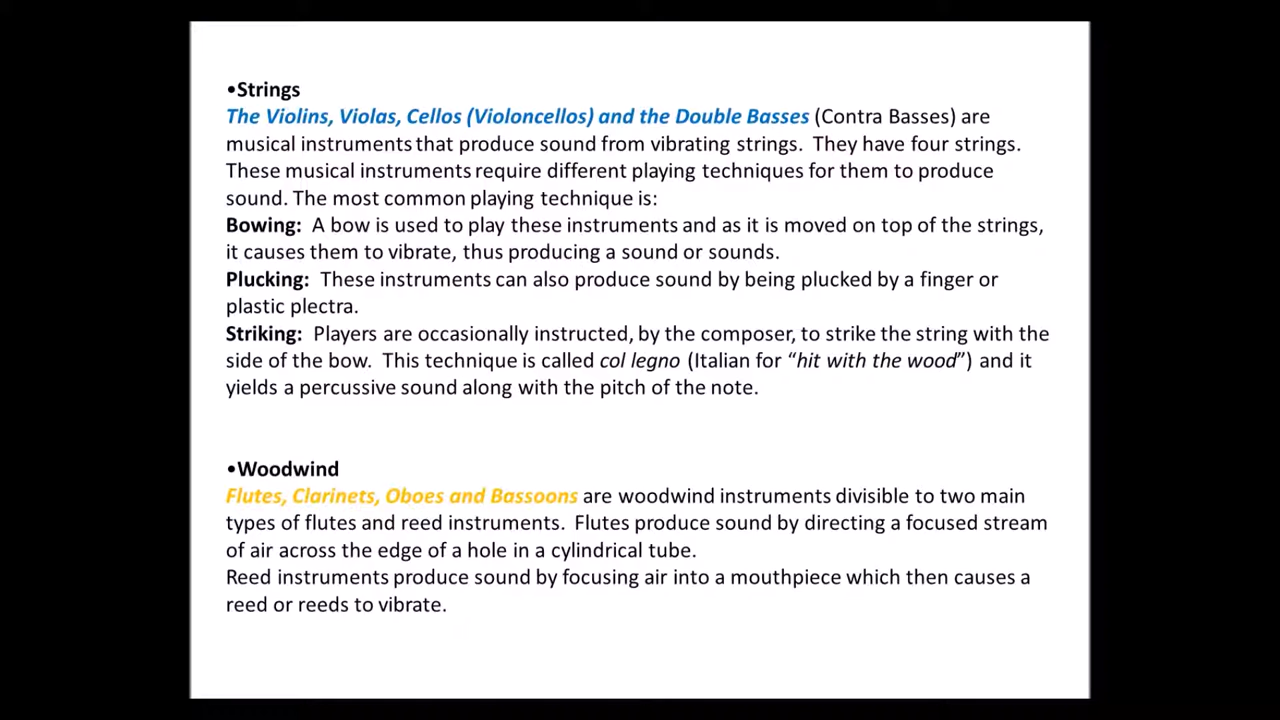 •Strings
The Violins, Violas, Cellos (Violoncellos) and the Double Basses (Contra Basses) are
musical instruments that produce sound from vibrating strings.  They have four strings.
These musical instruments require different playing techniques for them to produce
sound. The most common playing technique is:
Bowing:  A bow is used to play these instruments and as it is moved on top of the strings,
it causes them to vibrate, thus producing a sound or sounds.
Plucking:  These instruments can also produce sound by being plucked by a finger or
plastic plectra.
Striking:  Players are occasionally instructed, by the composer, to strike the string with the
side of the bow.  This technique is called col legno (Italian for “hit with the wood”) and it
yields a percussive sound along with the pitch of the note.
•Woodwind
Flutes, Clarinets, Oboes and Bassoons are woodwind instruments divisible to two main
types of flutes and reed instruments.  Flutes produce sound by directing a focused stream
of air across the edge of a hole in a cylindrical tube.
Reed instruments produce sound by focusing air into a mouthpiece which then causes a
reed or reeds to vibrate.